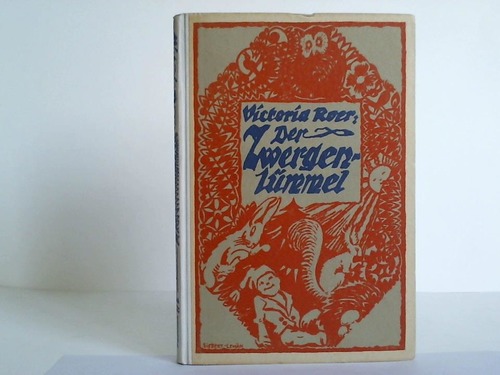 Victoria Roer:
Der
Zwergen-
lümmel